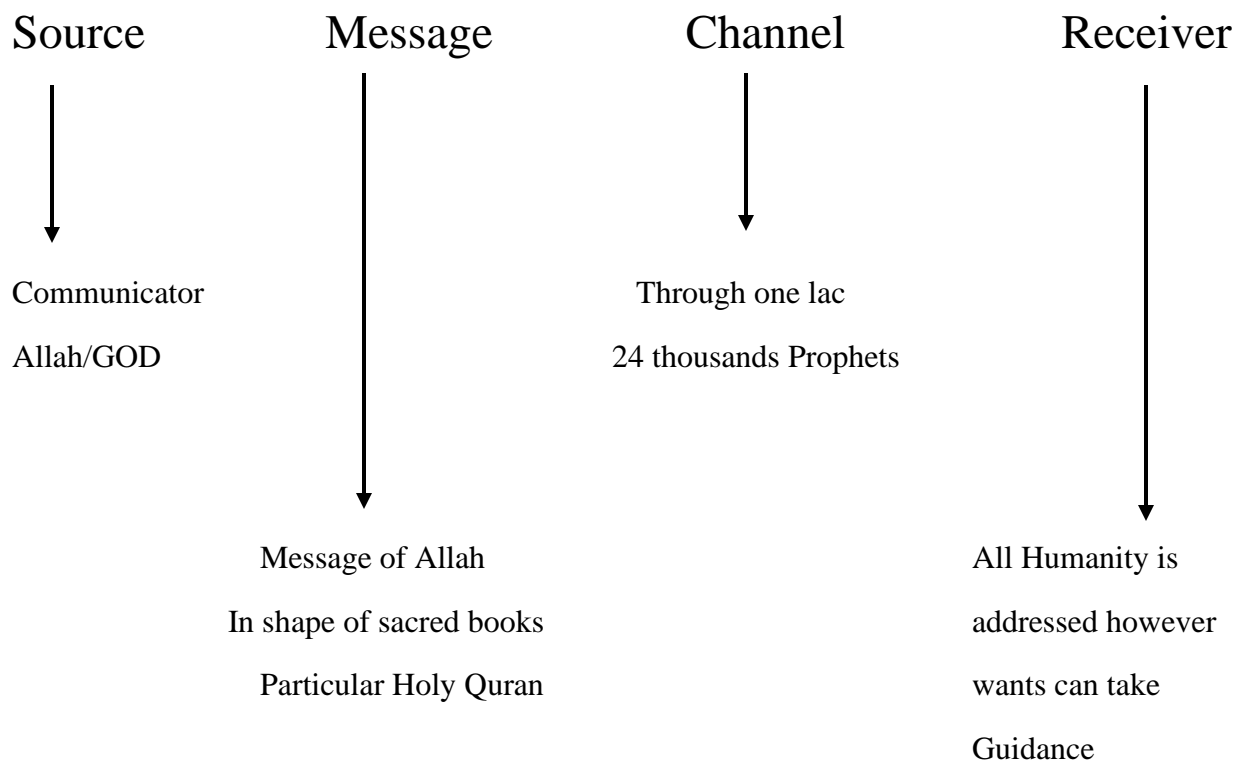 Source Message Channel Receiver
Communicator
Allah/GOD
Through one lac
24 thousands Prophets
Message of Allah
In shape of sacred books
Particular Holy Quran
All Humanity is
addressed however
wants can take
Guidance